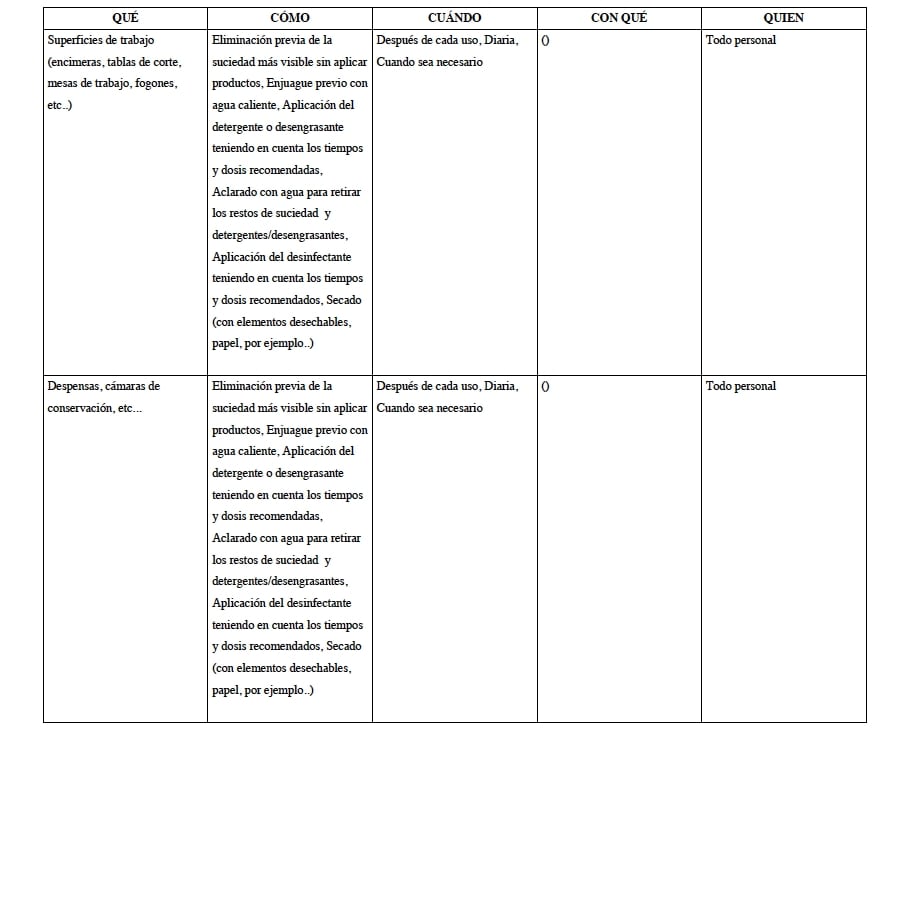 QUÉ CÓMO CUÁNDO CON QUÉ QUIEN
Superficies de trabajo
(encimeras, tablas de corte,
mesas de trabajo, fogones,
etc..)
Eliminación previa de la
suciedad más visible sin aplicar
productos, Enjuague previo con
agua caliente, Aplicación del
detergente o desengrasante
teniendo en cuenta los tiempos
y dosis recomendadas,
Aclarado con agua para retirar
los restos de suciedad  y
detergentes/desengrasantes,
Aplicación del desinfectante
teniendo en cuenta los tiempos
y dosis recomendados, Secado
(con elementos desechables,
papel, por ejemplo..)
Después de cada uso, Diaria,
Cuando sea necesario
()
Todo personal
Despensas, cámaras de
conservación, etc...
Eliminación previa de la
suciedad más visible sin aplicar
productos, Enjuague previo con
agua caliente, Aplicación del
detergente o desengrasante
teniendo en cuenta los tiempos
y dosis recomendadas,
Aclarado con agua para retirar
los restos de suciedad  y
detergentes/desengrasantes,
Aplicación del desinfectante
teniendo en cuenta los tiempos
y dosis recomendados, Secado
(con elementos desechables,
papel, por ejemplo..)
Después de cada uso, Diaria,
Cuando sea necesario
()
Todo personal